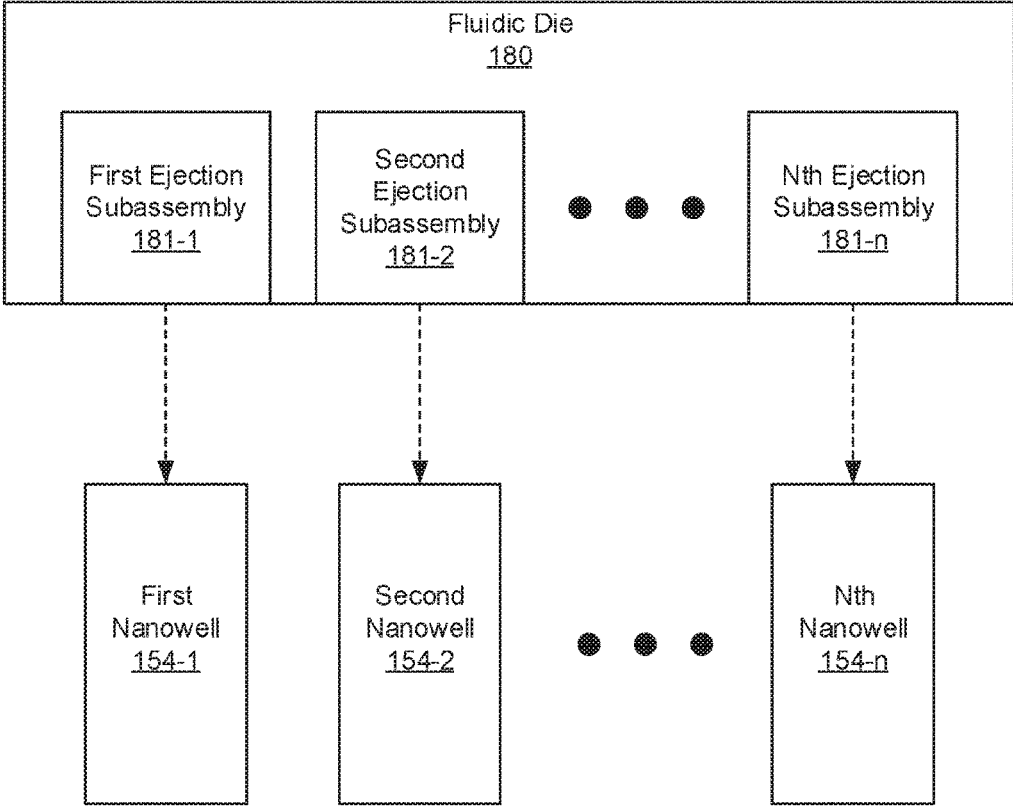 Fluidic Die
180
First Ejection
Subassembly
181-1
Second
Ejection
Subassembly
181-2
Nth Ejection
Subassembly
181-n
First
Nanowell
154-1
Second
Nanowell
154-2
Nth
Nanowell
154-n